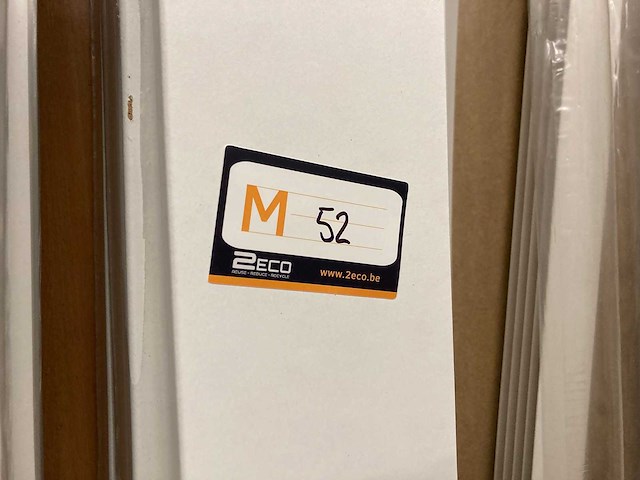 M 52
2ECO
REUSE - REDUCE - RECYCLE
www.2eco.be